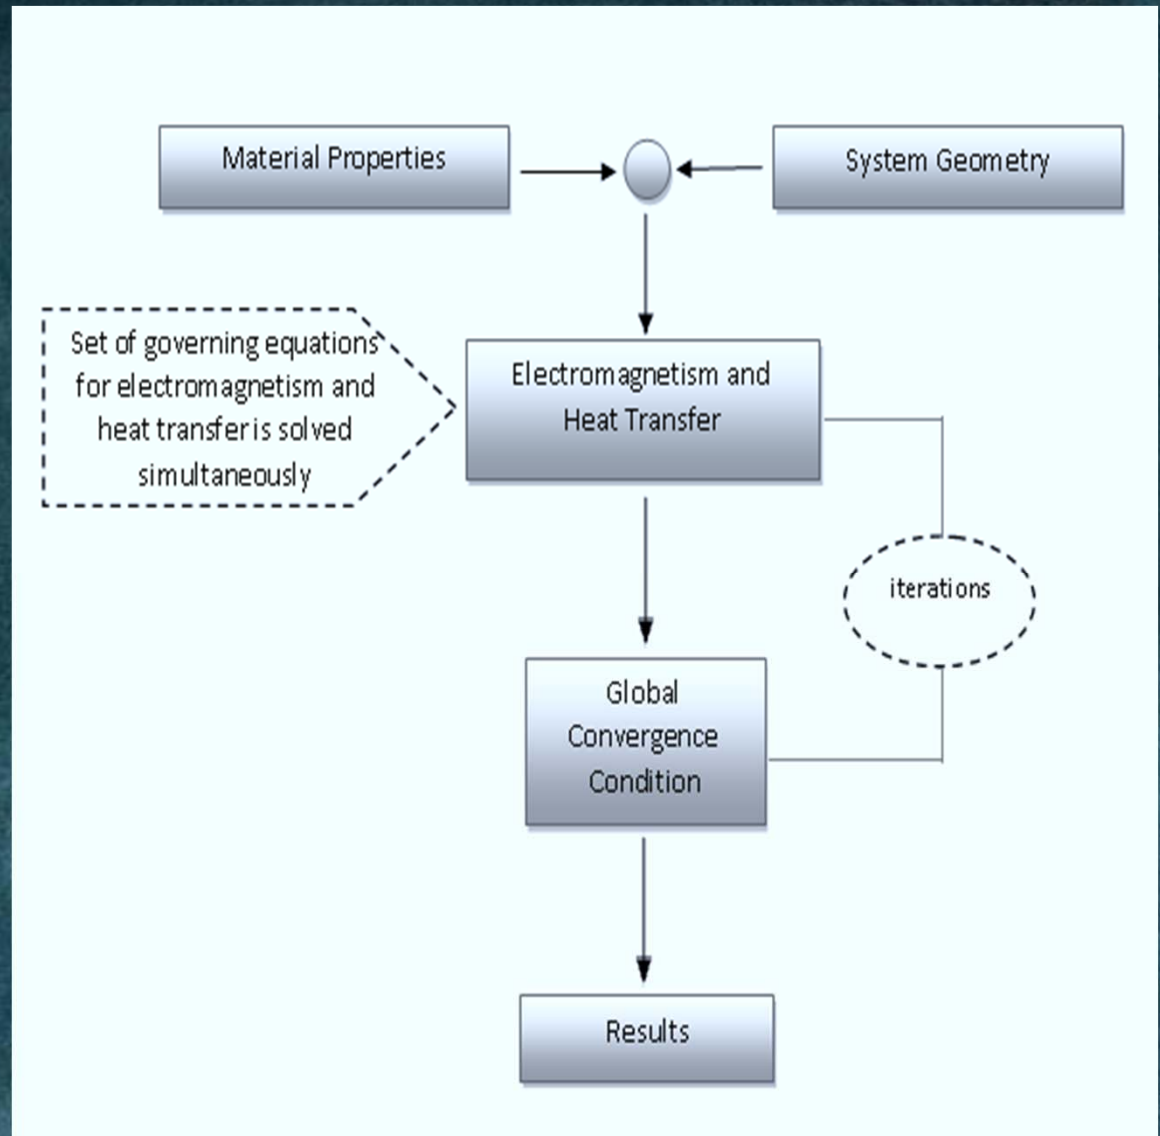 Material Properties
System Geometry
Set of governing equations
for electromagnetism and
heat transfer is solved
simultaneously
Electromagnetism and
Heat Transfer
iterations
Global
Convergence
Condition
Results